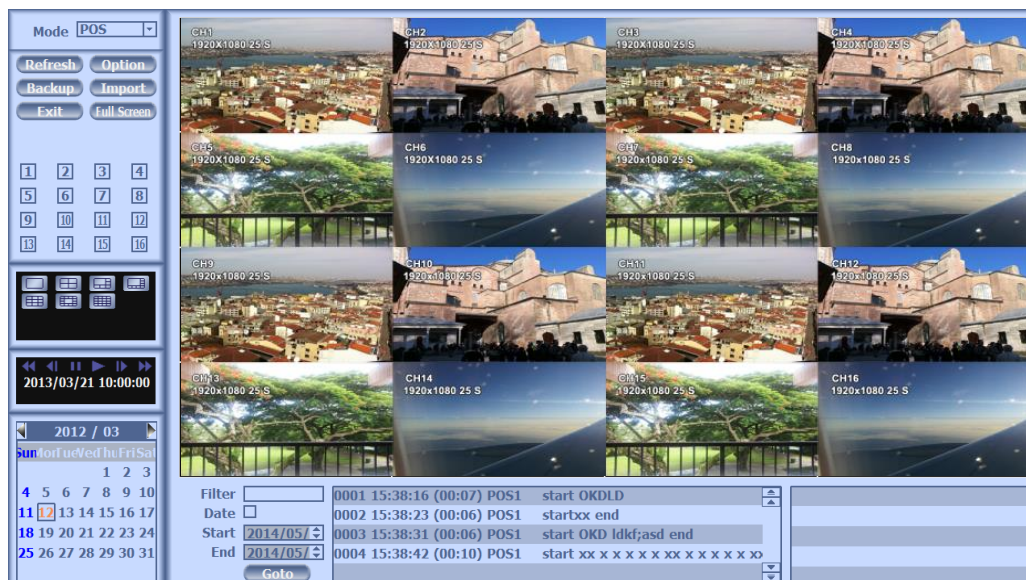 Mode POS
Refresh Option
Backup Import
Exit Full Screen
1 2 3 4
5 6 7 8
9 10 11 12
13 14 15 16
2013/03/21 10:00:00
2012 / 03
Sun Mon Tue Wed Thu Fri Sat
1 2 3
4 5 6 7 8 9 10
11 12 13 14 15 16 17
18 19 20 21 22 23 24
25 26 27 28 29 30 31
CH1
1920X1080 25 S
CH2
1920X1080 25 S
CH3
1920X1080 25 S
CH4
1920X1080 25 S
CH5
1920X1080 25 S
CH6
1920X1080 25 S
CH7
1920X1080 25 S
CH8
1920x1080 25 S
CH9
1920x1080 25 S
CH10
1920x1080 25 S
CH11
1920x1080 25 S
CH12
1920x1080 25 S
CH13
1920x1080 25 S
CH14
1920x1080 25 S
CH15
1920x1080 25 S
CH16
1920x1080 25 S
Filter
Date
Start 2014/05/
End 2014/05/
Goto
0001 15:38:16 (00:07) POS1 start OKDLD
0002 15:38:23 (00:06) POS1 startxx end
0003 15:38:31 (00:06) POS1 start OKD ldkf;asd end
0004 15:38:42 (00:10) POS1 start xx x x x x x xx x x x x x xx